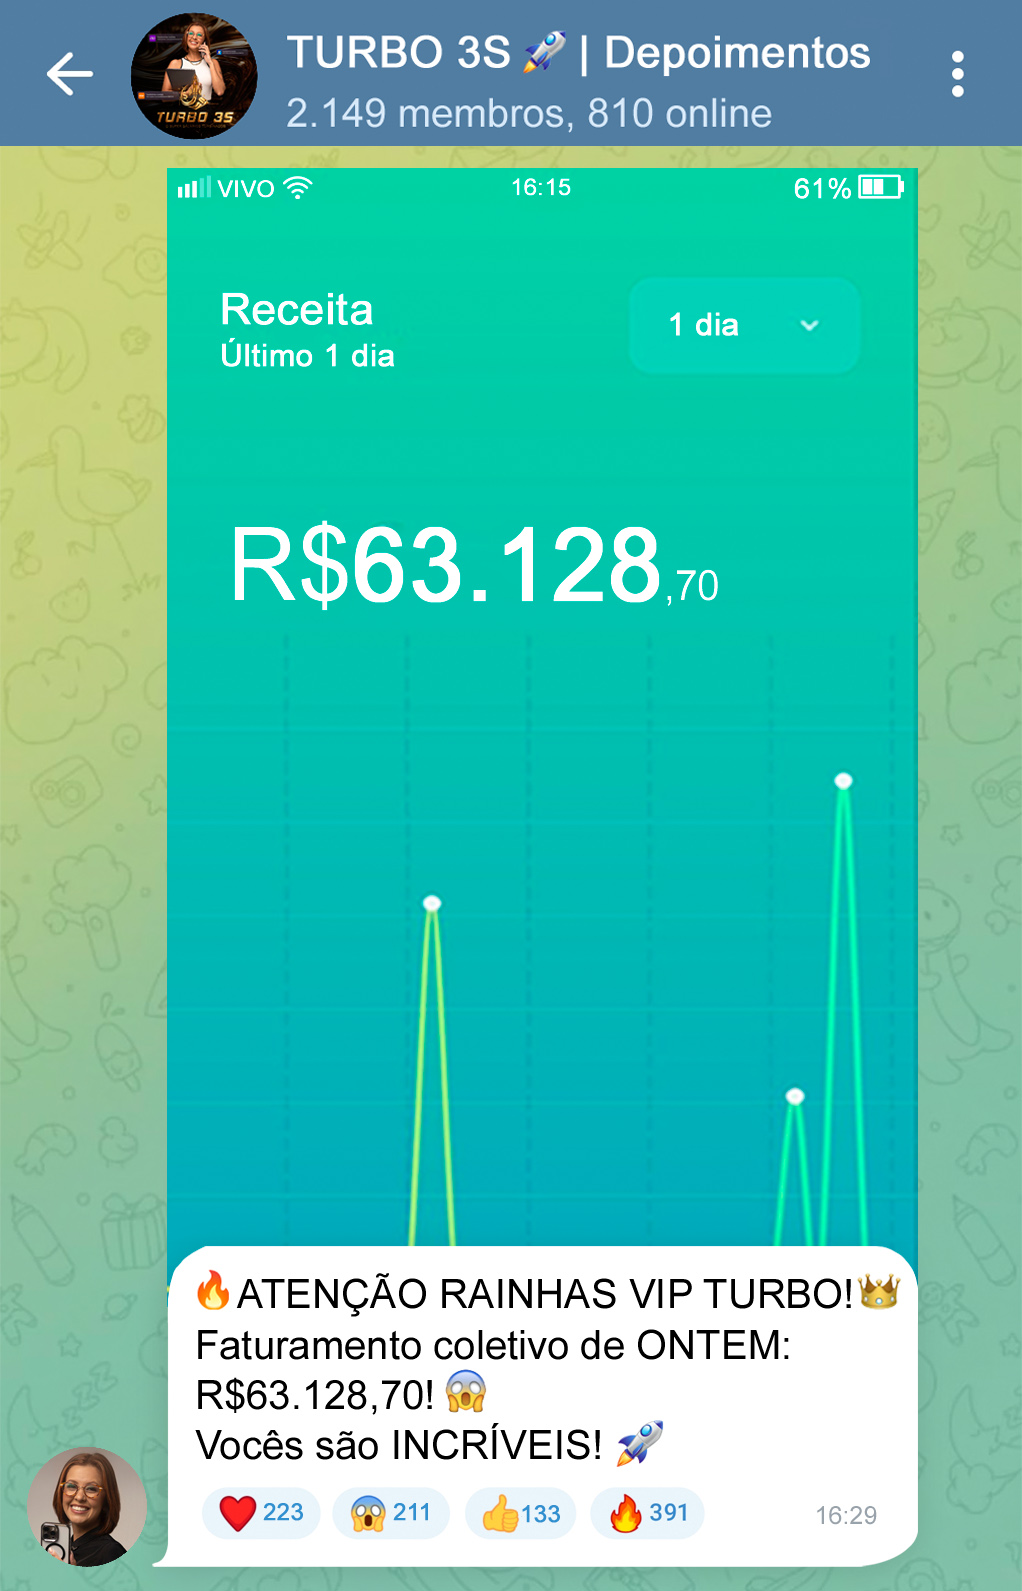 TURBO 3S 🚀 | Depoimentos
2.149 membros, 810 online
TURBO 3S
VIVO 16:15 61%
Receita
Último 1 dia
1 dia
R$63.128,70
🔥ATENÇÃO RAINHAS VIP TURBO!👑
Faturamento coletivo de ONTEM:
R$63.128,70! 😱
Vocês são INCRÍVEIS! 🚀
❤️ 223 😱 211 👍 133 🔥 391
16:29